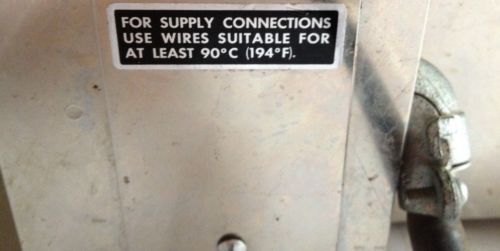 FOR SUPPLY CONNECTIONS
USE WIRES SUITABLE FOR
AT LEAST 90°C (194°F).